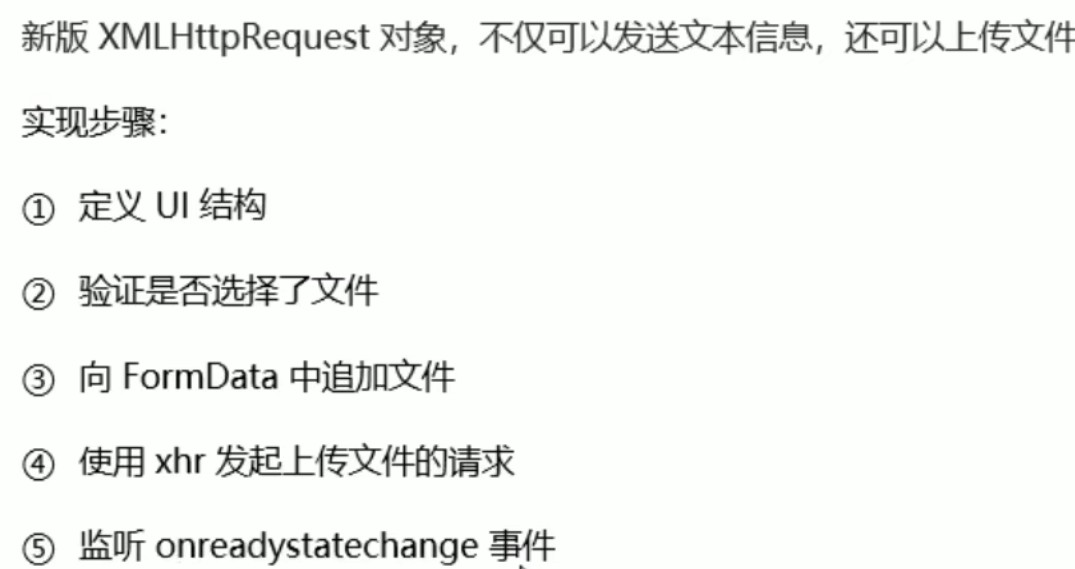 新版 XMLHttpRequest 对象，不仅可以发送文本信息，还可以上传文件
实现步骤：
① 定义 UI 结构
② 验证是否选择了文件
③ 向 FormData 中追加文件
④ 使用 xhr 发起上传文件的请求
⑤ 监听 onreadystatechange 事件